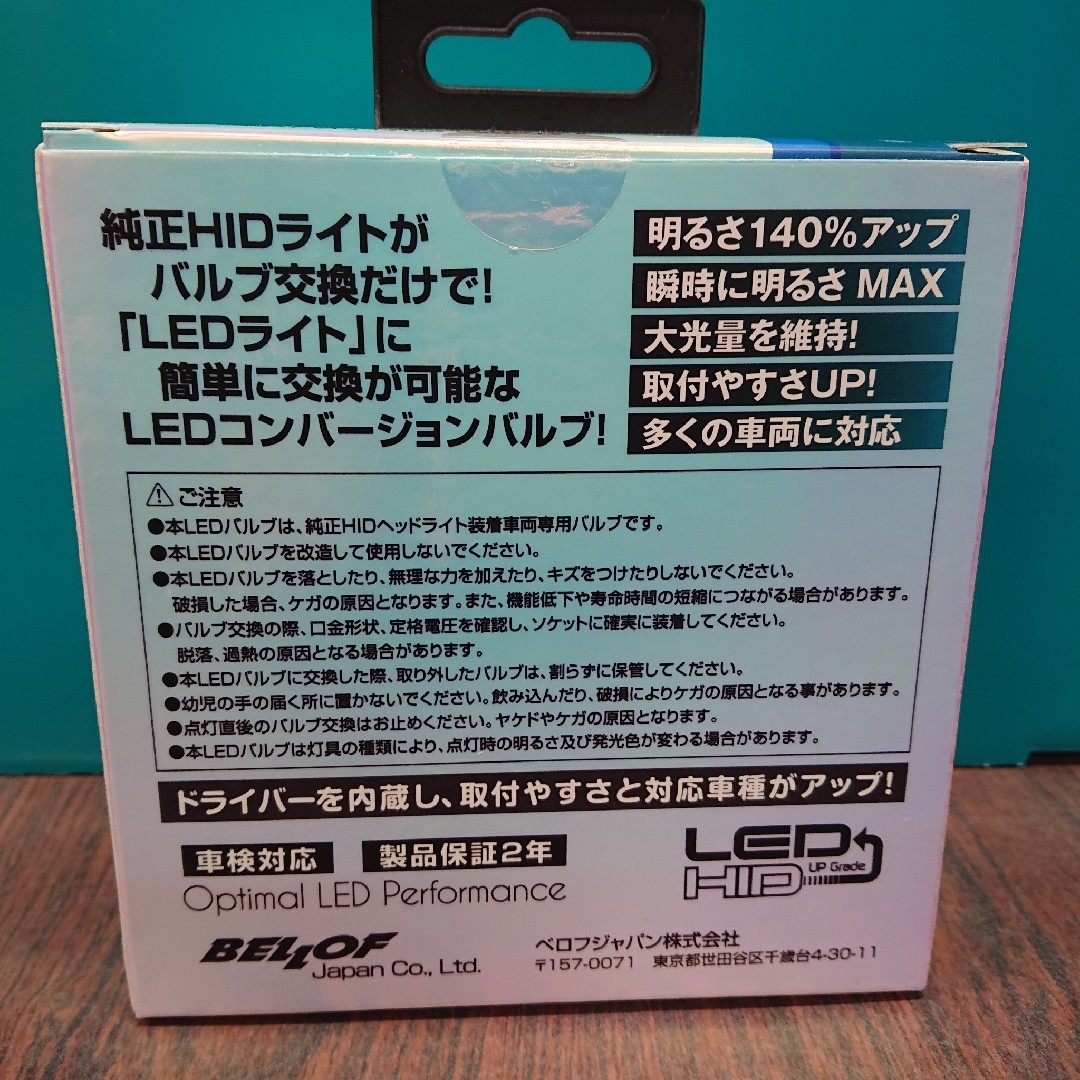 純正HIDライトが
バルブ交換だけで!
「LEDライト」に
簡単に交換が可能な
LEDコンバージョンバルブ!
明るさ140%アップ
瞬時に明るさ MAX
大光量を維持!
取付やすさUP!
多くの車両に対応
⚠ご注意
●本LEDバルブは、純正HIDヘッドライト装着車両専用バルブです。
●本LEDバルブを改造して使用しないでください。
●本LEDバルブを落としたり、無理な力を加えたり、キズをつけたりしないでください。
破損した場合、ケガの原因となります。また、機能低下や寿命時間の短縮につながる場合があります。
●バルブ交換の際、口金形状、定格電圧を確認し、ソケットに確実に装着してください。
脱落、過熱の原因となる場合があります。
●本LEDバルブに交換した際、取り外したバルブは、割らずに保管してください。
●幼児の手の届く所に置かないでください。飲み込んだり、破損によりケガの原因となる事があります。
●点灯直後のバルブ交換はお止めください。ヤケドやケガの原因となります。
●本LEDバルブは灯具の種類により、点灯時の明るさ及び発光色が変わる場合があります。
ドライバーを内蔵し、取付やすさと対応車種がアップ!
車検対応 製品保証2年
Optimal LED Performance
LED
HID UP Grade
BELLOF
Japan Co., Ltd.
ベロフジャパン株式会社
〒157-0071 東京都世田谷区千歳台4-30-11